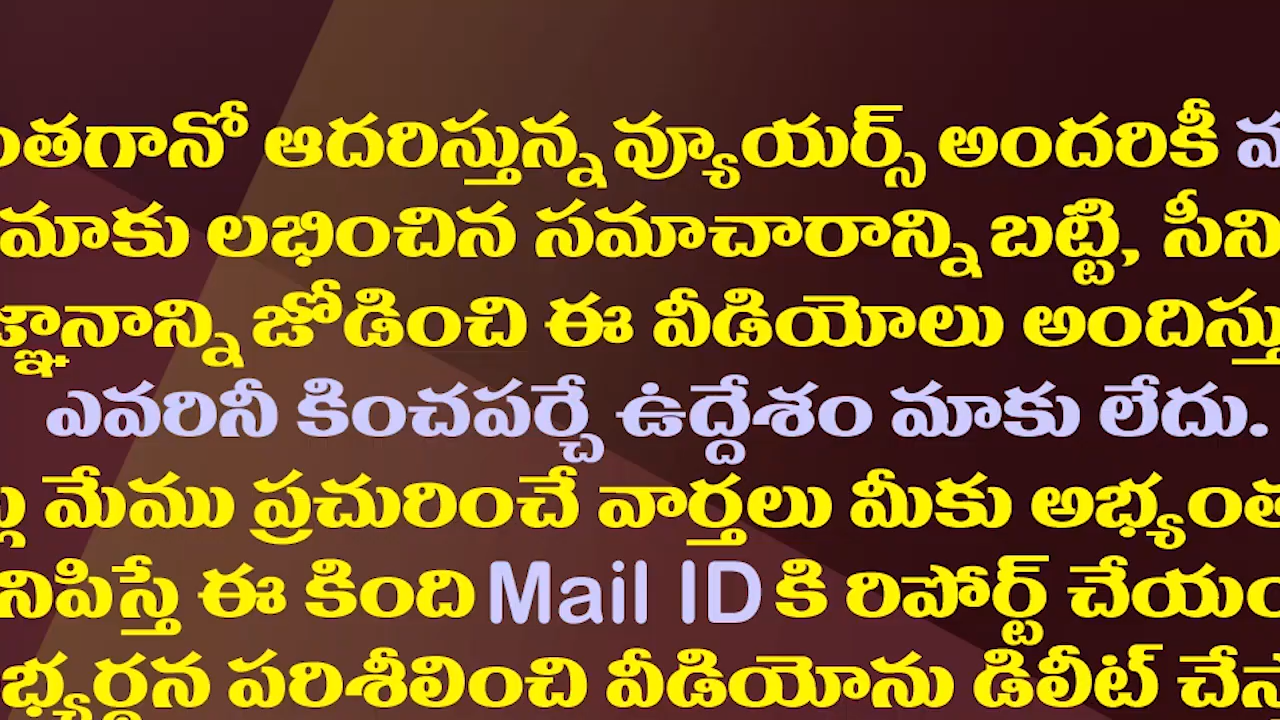 ంతగానో ఆదరిస్తున్న వ్యూయర్స్ అందరికీ
మాకు లభించిన సమాచారాన్ని బట్టి, సీని
జ్ఞానాన్ని జోడించి ఈ వీడియోలు అందిస్తు
ఎవరినీ కించపర్చే ఉద్దేశం మాకు లేదు.
మేము ప్రచురించే వార్తలు మీకు అభ్యంత
నిపిస్తే ఈ కింది Mail ID కి రిపోర్ట్ చేయం
భ్యర్థన పరిశీలించి వీడియోను డిలీట్ చేస